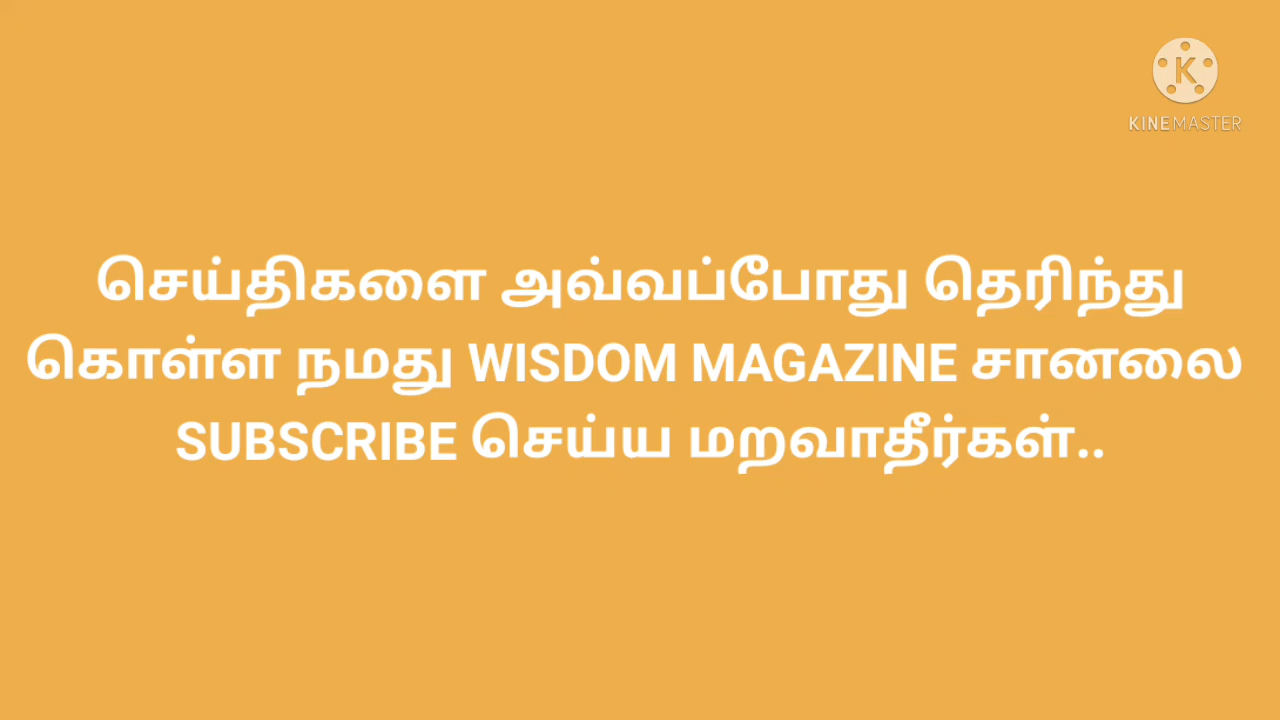 KINEMASTER
செய்திகளை அவ்வப்போது தெரிந்து
கொள்ள நமது WISDOM MAGAZINE சானலை
SUBSCRIBE செய்ய மறவாதீர்கள்..